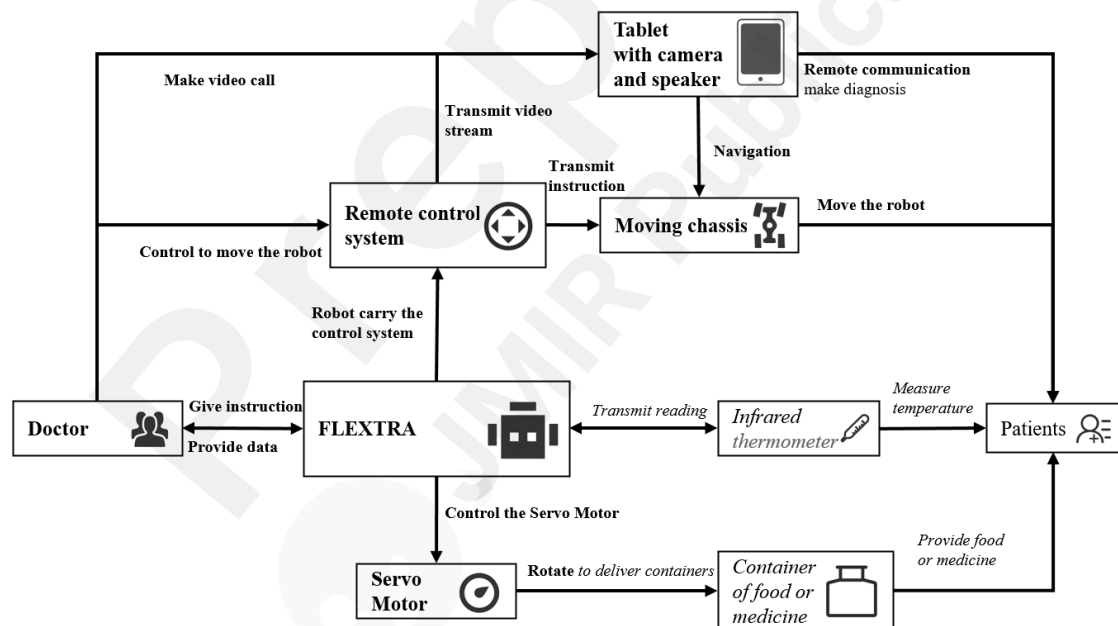 Tablet
with camera
and speaker
Make video call
Remote communication
make diagnosis
Transmit video
stream
Navigation
Transmit
instruction
Remote control
system
Moving chassis
Move the robot
Control to move the robot
Robot carry the
control system
Measure
temperature
Give instruction
Transmit reading
Doctor
FLEXTRA
Infrared
thermometer
Patients
Provide data
Control the Servo Motor
Provide food
or medicine
Servo
Motor
Rotate to deliver containers
Container
of food or
medicine
Prep
JMIR Public